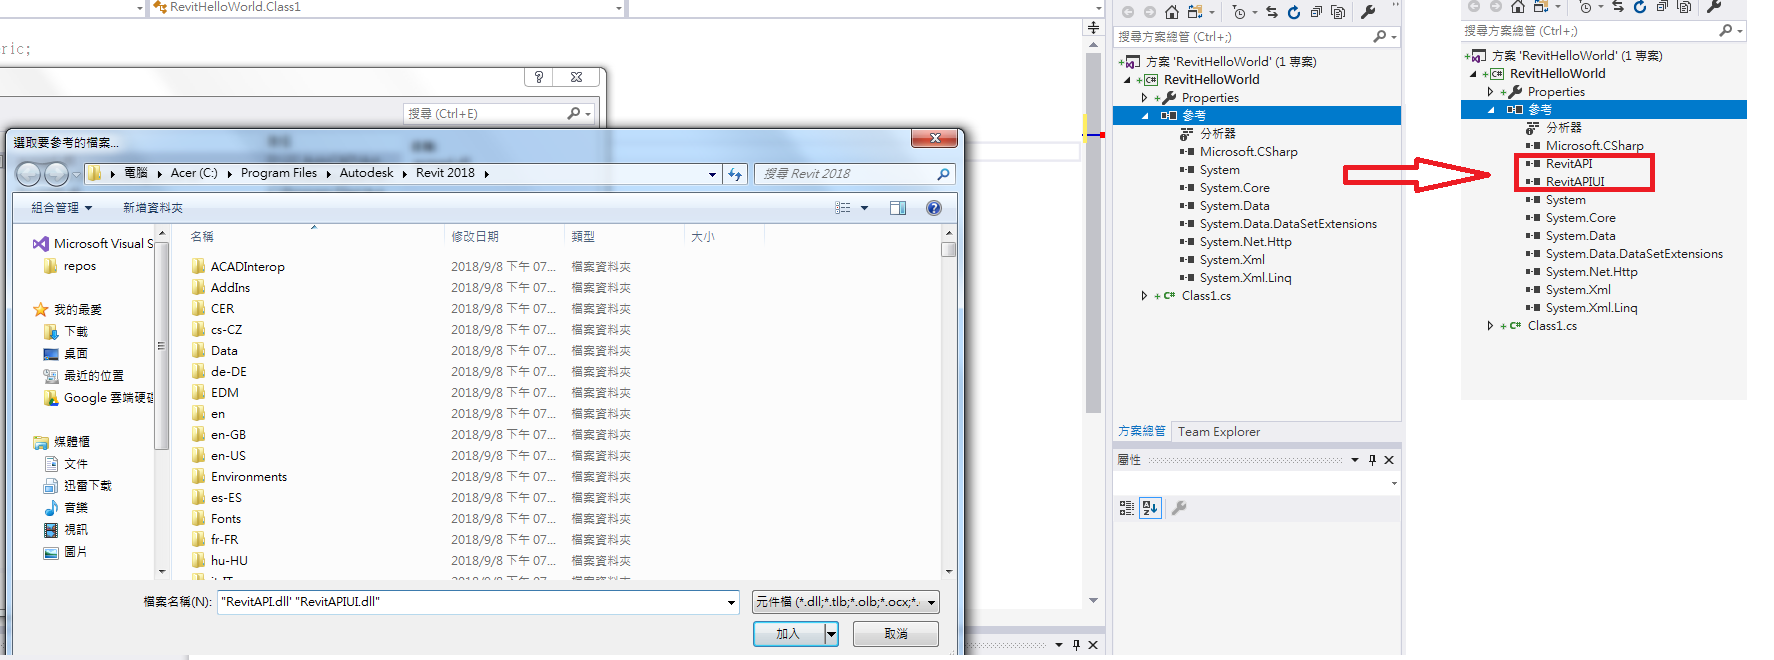 RevitHelloWorld.Class1
ric;
搜尋 (Ctrl+E)
選取要參考的檔案...
電腦 Acer (C:) Program Files Autodesk Revit 2018
搜尋 Revit 2018
組合管理 新增資料夾
Microsoft Visual S
repos
我的最愛
下載
桌面
最近的位置
Google 雲端硬碟
媒體櫃
文件
迅雷下載
音樂
視訊
圖片
名稱 修改日期 類型 大小
ACADInterop 2018/9/8 下午 07... 檔案資料夾
AddIns 2018/9/8 下午 07... 檔案資料夾
CER 2018/9/8 下午 07... 檔案資料夾
cs-CZ 2018/9/8 下午 07... 檔案資料夾
Data 2018/9/8 下午 07... 檔案資料夾
de-DE 2018/9/8 下午 07... 檔案資料夾
EDM 2018/9/8 下午 07... 檔案資料夾
en 2018/9/8 下午 07... 檔案資料夾
en-GB 2018/9/8 下午 07... 檔案資料夾
en-US 2018/9/8 下午 07... 檔案資料夾
Environments 2018/9/8 下午 07... 檔案資料夾
es-ES 2018/9/8 下午 07... 檔案資料夾
Fonts 2018/9/8 下午 07... 檔案資料夾
fr-FR 2018/9/8 下午 07... 檔案資料夾
hu-HU 2018/9/8 下午 07... 檔案資料夾
檔案名稱(N): "RevitAPI.dll' "RevitAPIUI.dll"
元件檔 (*.dll;*.tlb;*.olb;*.ocx;*.
加入 取消
搜尋方案總管 (Ctrl+;)
方案 'RevitHelloWorld' (1 專案)
RevitHelloWorld
Properties
參考
分析器
Microsoft.CSharp
System
System.Core
System.Data
System.Data.DataSetExtensions
System.Net.Http
System.Xml
System.Xml.Linq
C# Class1.cs
方案總管 Team Explorer
屬性
搜尋方案總管 (Ctrl+;)
方案 'RevitHelloWorld' (1 專案)
RevitHelloWorld
Properties
參考
分析器
Microsoft.CSharp
RevitAPI
RevitAPIUI
System
System.Core
System.Data
System.Data.DataSetExtensions
System.Net.Http
System.Xml
System.Xml.Linq
C# Class1.cs